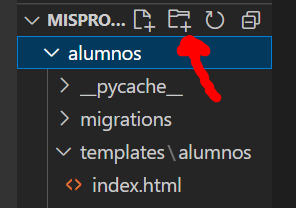 MISPRO...
alumnos
__pycache__
migrations
templates\alumnos
index.html